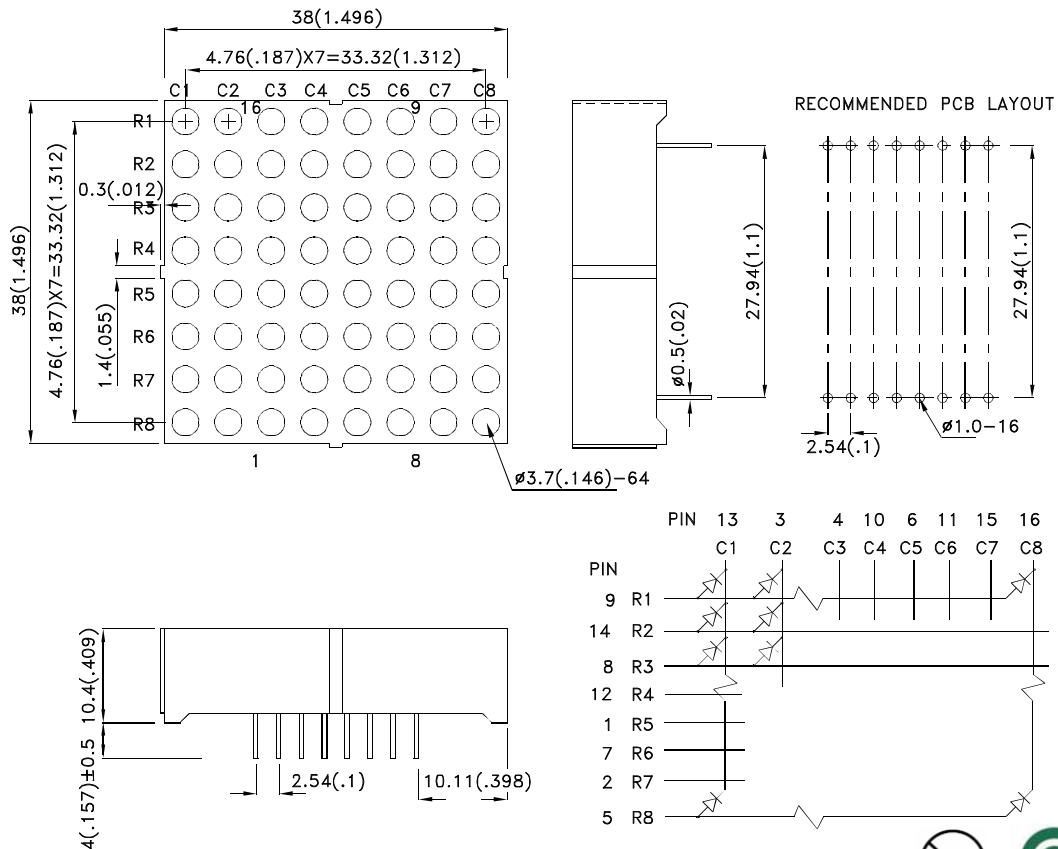 38(1.496)
4.76(.187)X7=33.32(1.312)
C1 C2 C3 C4 C5 C6 C7 C8
16 9
R1
R2
R3
R4
R5
R6
R7
R8
0.3(.012)
38(1.496)
4.76(.187)X7=33.32(1.312)
1.4(.055)
1 8
ø3.7(.146)-64
27.94(1.1)
ø0.5(.02)
RECOMMENDED PCB LAYOUT
27.94(1.1)
ø1.0-16
2.54(.1)
10.4(.409)
4(.157)±0.5
2.54(.1)
10.11(.398)
PIN 13 3 4 10 6 11 15 16
C1 C2 C3 C4 C5 C6 C7 C8
PIN
9 R1
14 R2
8 R3
12 R4
1 R5
7 R6
2 R7
5 R8